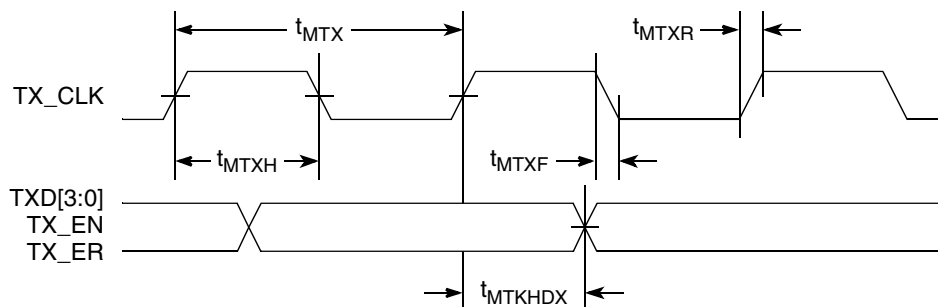 tMTX
tMTXR
TX_CLK
tMTXH
tMTXF
TXD[3:0]
TX_EN
TX_ER
tMTKHDX